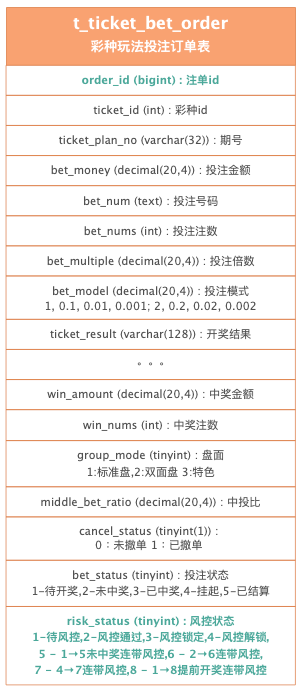 t_ticket_bet_order
彩种玩法投注订单表
order_id (bigint) : 注单id
ticket_id (int) : 彩种id
ticket_plan_no (varchar(32)) : 期号
bet_money (decimal(20,4)) : 投注金额
bet_num (text) : 投注号码
bet_nums (int) : 投注注数
bet_multiple (decimal(20,4)) : 投注倍数
bet_model (decimal(20,4)) : 投注模式
1, 0.1, 0.01, 0.001; 2, 0.2, 0.02, 0.002
ticket_result (varchar(128)) : 开奖结果
。。。
win_amount (decimal(20,4)) : 中奖金额
win_nums (int) : 中奖注数
group_mode (tinyint) : 盘面
1:标准盘,2:双面盘 3:特色
middle_bet_ratio (decimal(20,4)) : 中投比
cancel_status (tinyint(1)) :
0：未撤单 1：已撤单
bet_status (tinyint) : 投注状态
1-待开奖,2-未中奖,3-已中奖,4-挂起,5-已结算
risk_status (tinyint) : 风控状态
1-待风控,2-风控通过,3-风控锁定,4-风控解锁,
5 - 1→5未中奖连带风控, 6 - 2→6连带风控,
7 - 4→7连带风控, 8 - 1→8提前开奖连带风控